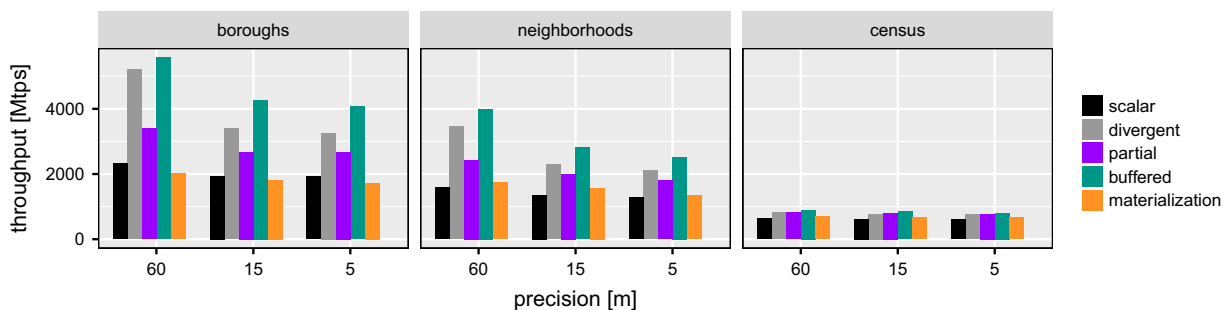 boroughs
neighborhoods
census
throughput [Mtps]
4000
2000
0
60
15
5
60
15
5
60
15
5
precision [m]
scalar
divergent
partial
buffered
materialization